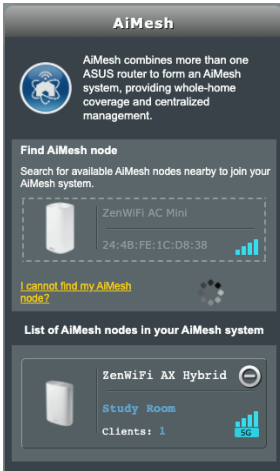 AiMesh
AiMesh combines more than one
ASUS router to form an AiMesh
system, providing whole-home
coverage and centralized
management.
Find AiMesh node
Search for available AiMesh nodes nearby to join your
AiMesh system.
ZenWiFi AC Mini
24:4B:FE:1C:D8:38
I cannot find my AiMesh
node?
List of AiMesh nodes in your AiMesh system
ZenWiFi AX Hybrid
Study Room
Clients: 1
5G